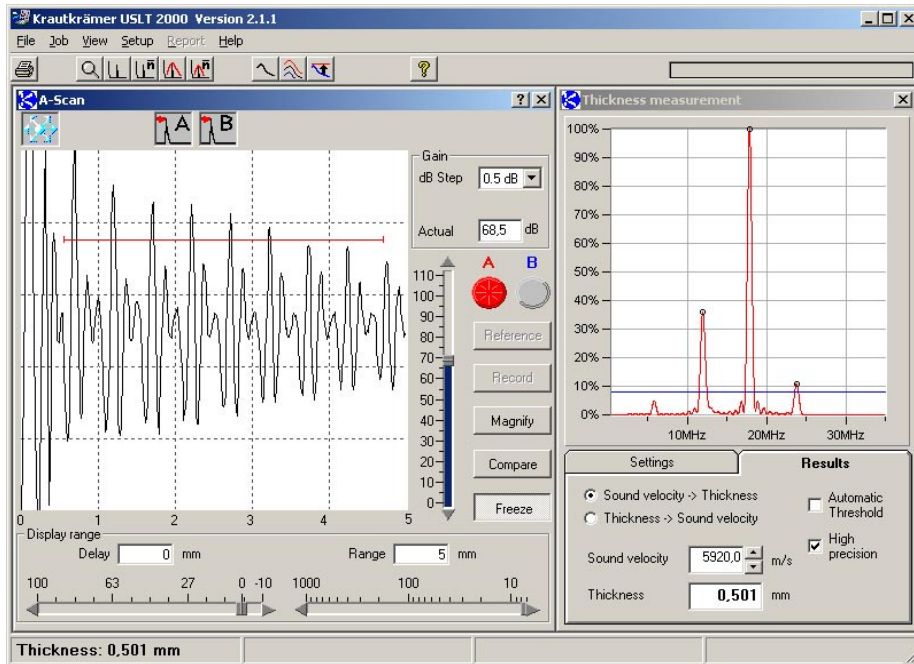 Krautkrämer USLT 2000 Version 2.1.1
File Job View Setup Report Help
A-Scan
A B
Gain
dB Step 0.5 dB
Actual 68,5 dB
A B
110
100
90
80
70
60
50
40
30
20
10
0
Reference
Record
Magnify
Compare
Freeze
0 1 2 3 4 5
Display range
Delay 0 mm Range 5 mm
100 63 27 0 -10 1000 100 10
Thickness measurement
100%
90%
80%
70%
60%
50%
40%
30%
20%
10%
0%
10MHz 20MHz 30MHz
Settings Results
Sound velocity -> Thickness
Thickness -> Sound velocity
Automatic Threshold
High precision
Sound velocity 5920,0 m/s
Thickness 0,501 mm
Thickness: 0,501 mm